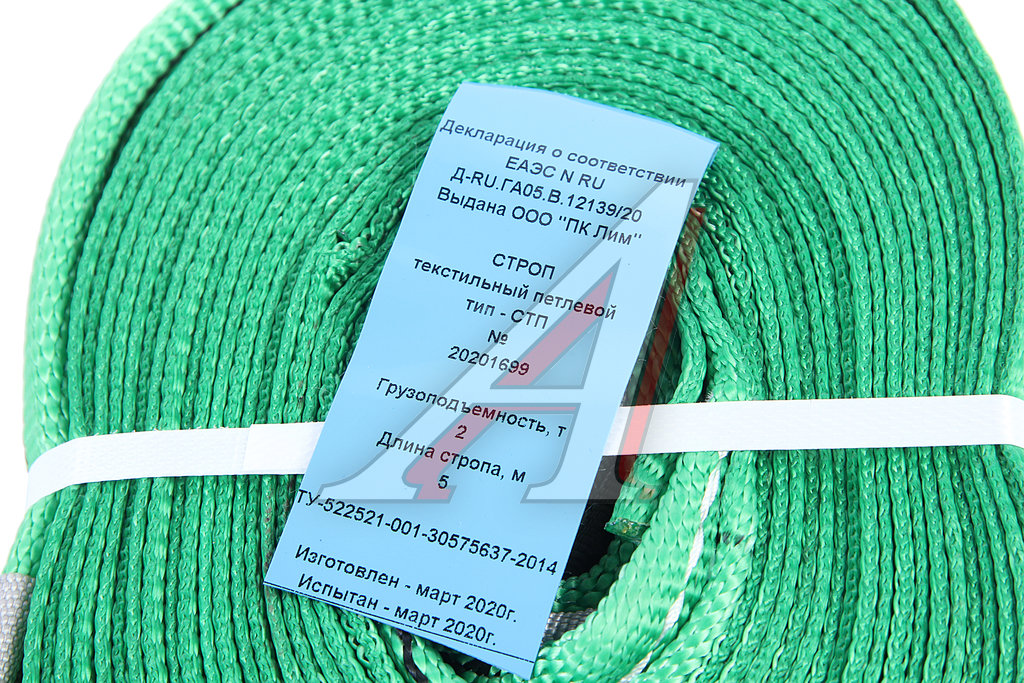 Декларация о соответствии
ЕАЭС N RU
Д-RU.ГА05.В.12139/20
Выдана ООО "ПК Лим"
СТРОП
текстильный петлевой
тип - СТП
№
20201699
Грузоподъемность, т
2
Длина стропа, м
5
ТУ-522521-001-30575637-2014
Изготовлен - март 2020г.
Испытан - март 2020г.